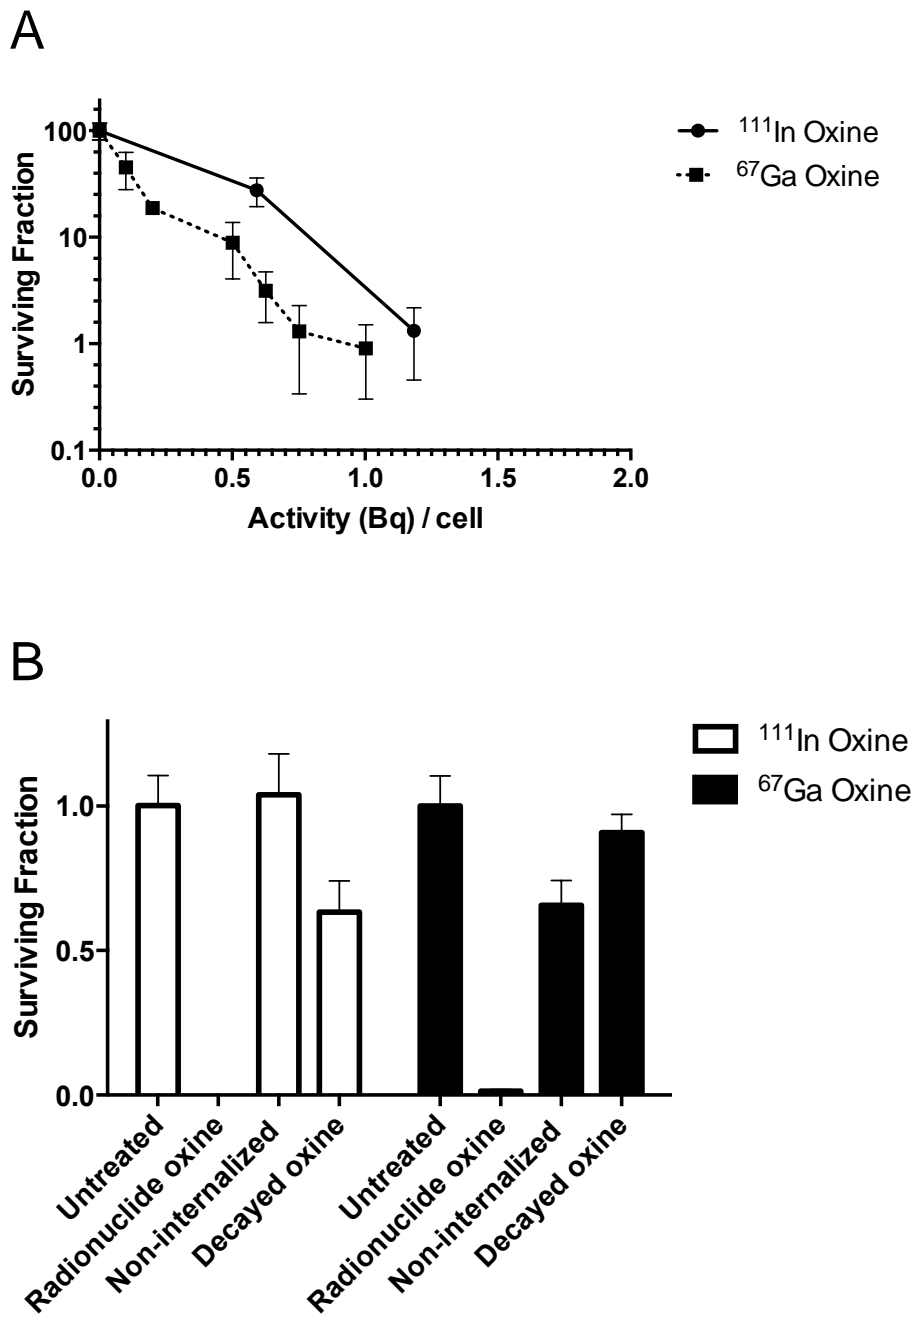 A
100
10
1
0.1
Surviving Fraction
0.0 0.5 1.0 1.5 2.0
Activity (Bq) / cell
111In Oxine
67Ga Oxine
B
1.0
0.5
0.0
Surviving Fraction
Untreated
Radionuclide oxine
Non-internalized
Decayed oxine
Untreated
Radionuclide oxine
Non-internalized
Decayed oxine
111In Oxine
67Ga Oxine